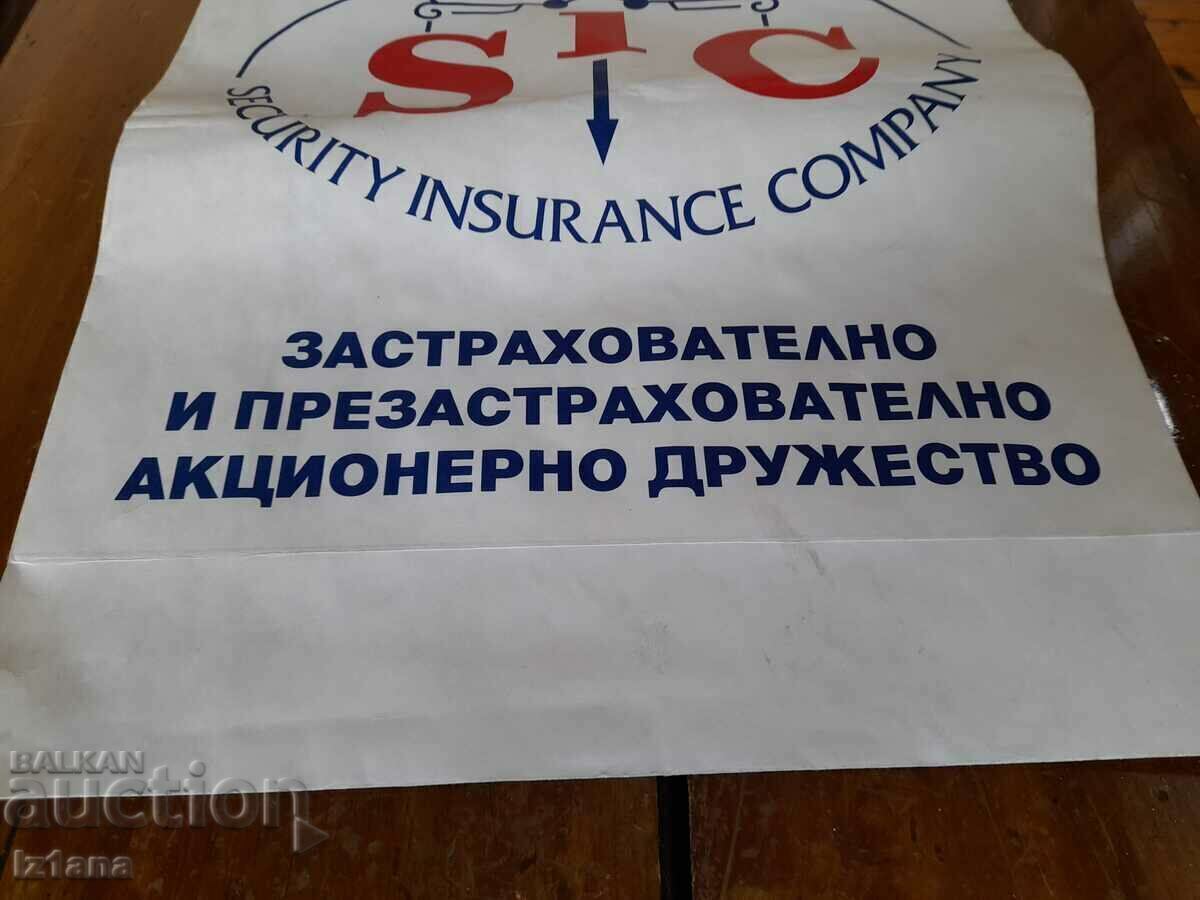 SIC
SECURITY INSURANCE COMPANY
ЗАСТРАХОВАТЕЛНО
И ПРЕЗАСТРАХОВАТЕЛНО
АКЦИОНЕРНО ДРУЖЕСТВО
BALKAN
auction
Iz1ana